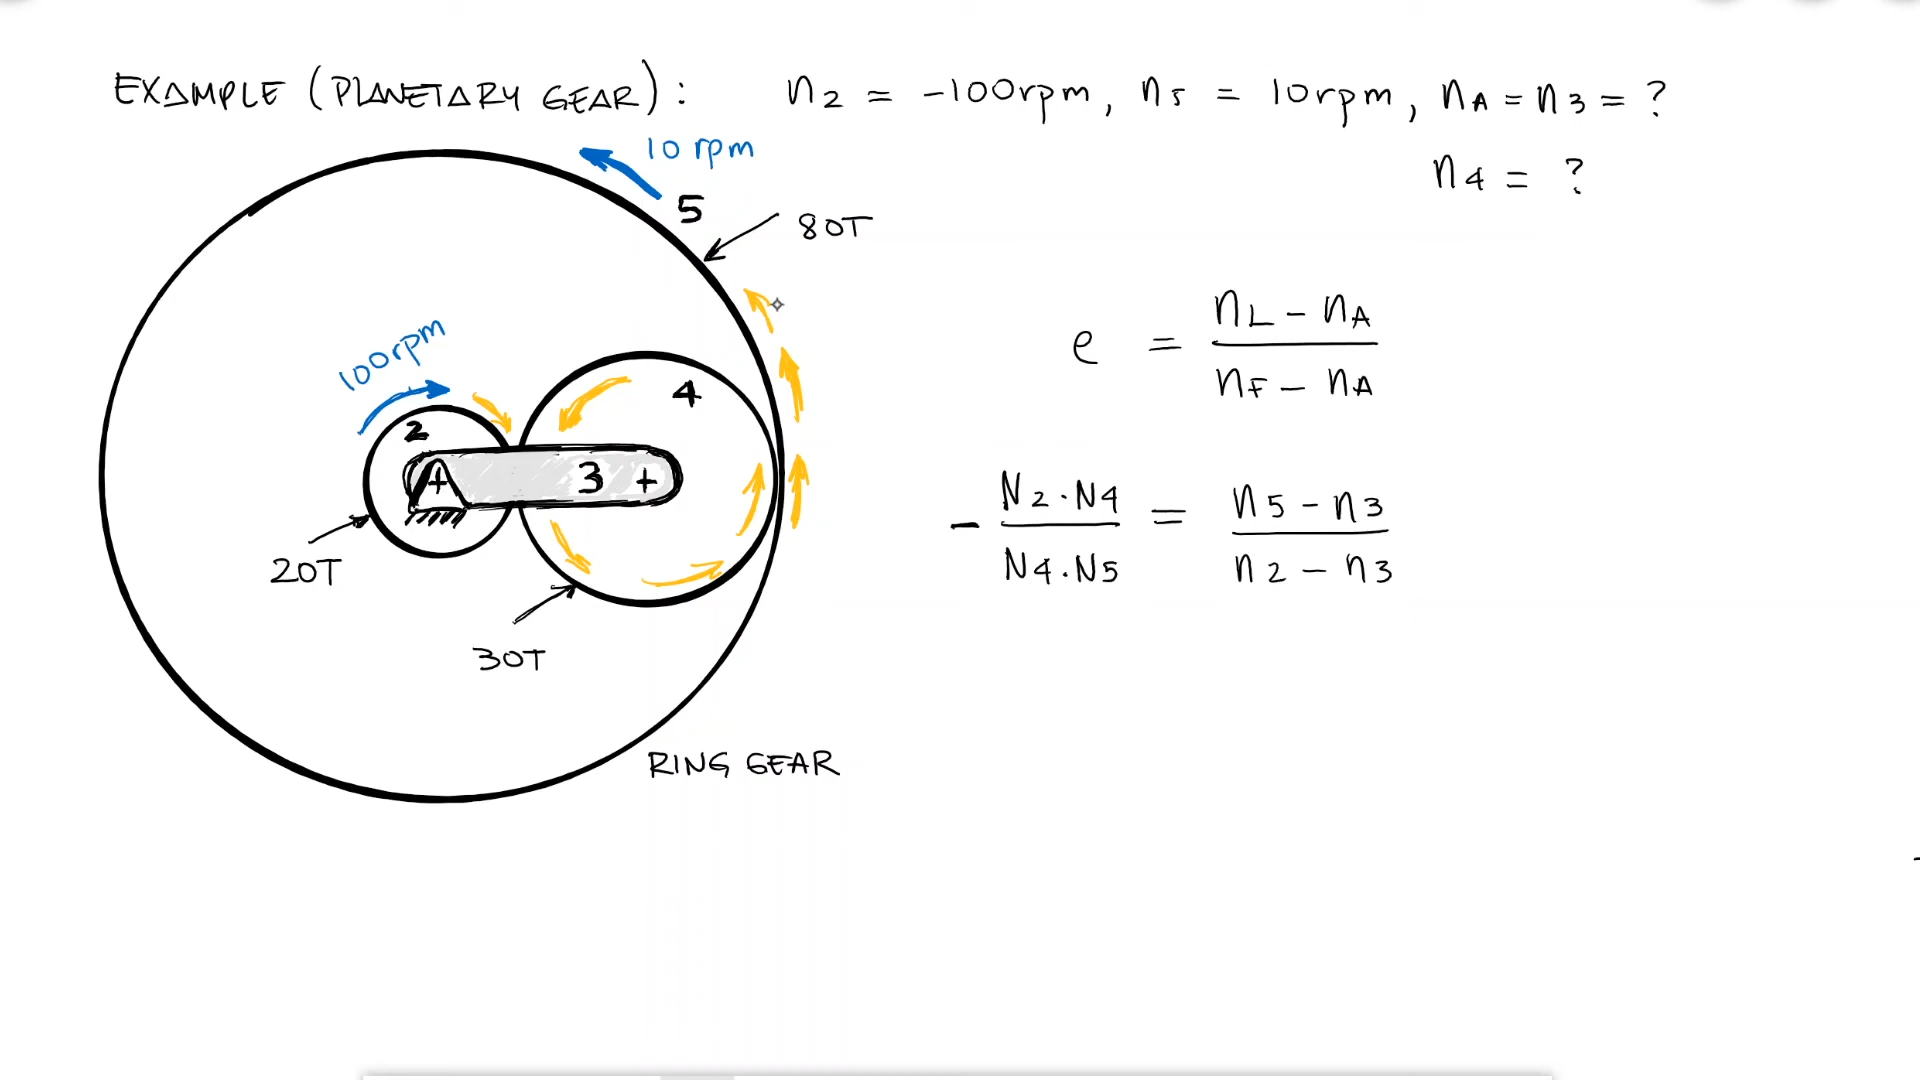 EXAMPLE (PLANETARY GEAR): n2 = -100rpm, n5 = 10rpm, nA = n3 = ?
n4 = ?
10 rpm
5
80T
100rpm
e = nL - nA / nF - nA
4
2
3
- N2·N4 / N4·N5 = n5 - n3 / n2 - n3
20T
30T
RING GEAR